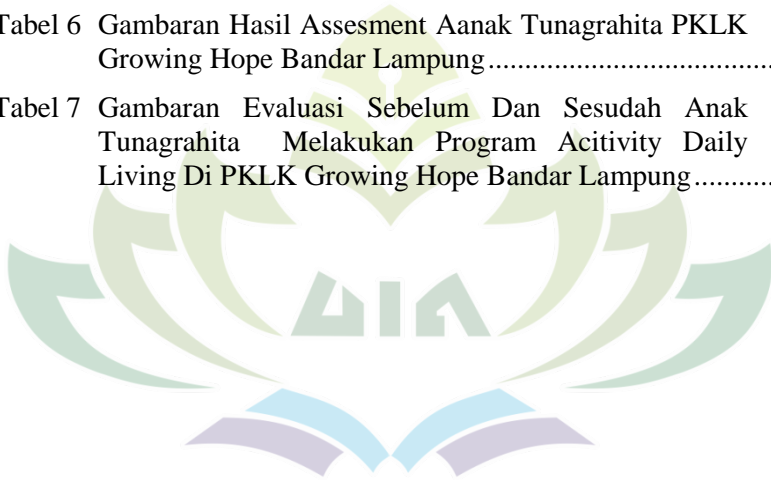 Tabel 6 Gambaran Hasil Assesment Aanak Tunagrahita PKLK
Growing Hope Bandar Lampung......................................
Tabel 7 Gambaran Evaluasi Sebelum Dan Sesudah Anak
Tunagrahita Melakukan Program Acitivity Daily
Living Di PKLK Growing Hope Bandar Lampung...........
UIN